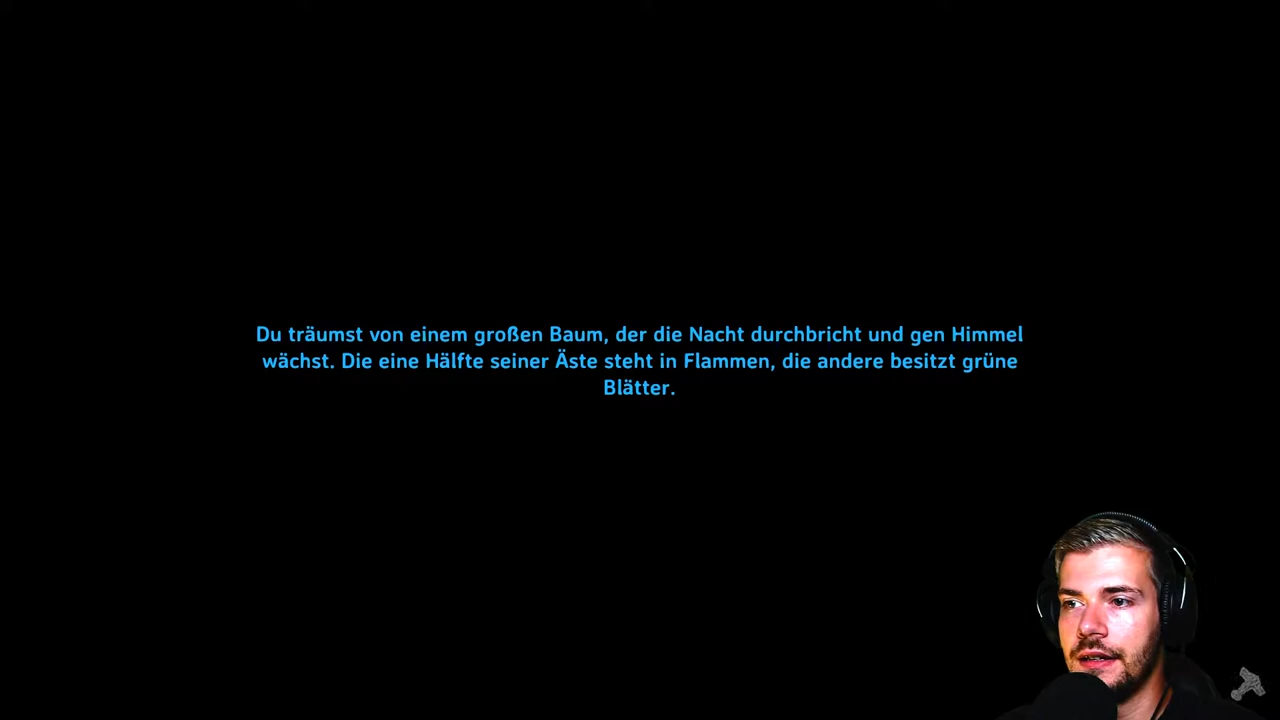 Du träumst von einem großen Baum, der die Nacht durchbricht und gen Himmel
wächst. Die eine Hälfte seiner Äste steht in Flammen, die andere besitzt grüne
Blätter.